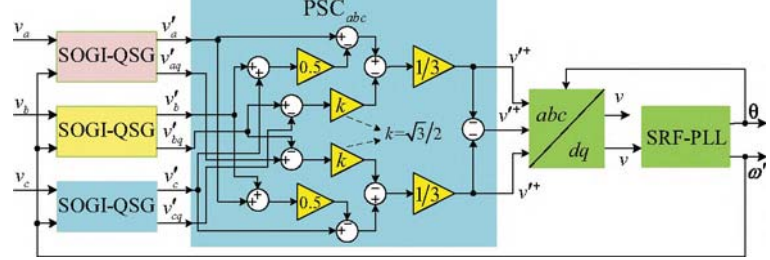 PSC_abc
v_a
SOGI-QSG
v'_a
v'_aq
0.5
1/3
v'+
k
v_b
SOGI-QSG
v'_b
v'_bq
k=√3/2
v'+
abc
dq
v
v
SRF-PLL
θ
ω'
k
v_c
SOGI-QSG
v'_c
v'_cq
0.5
1/3
v'+